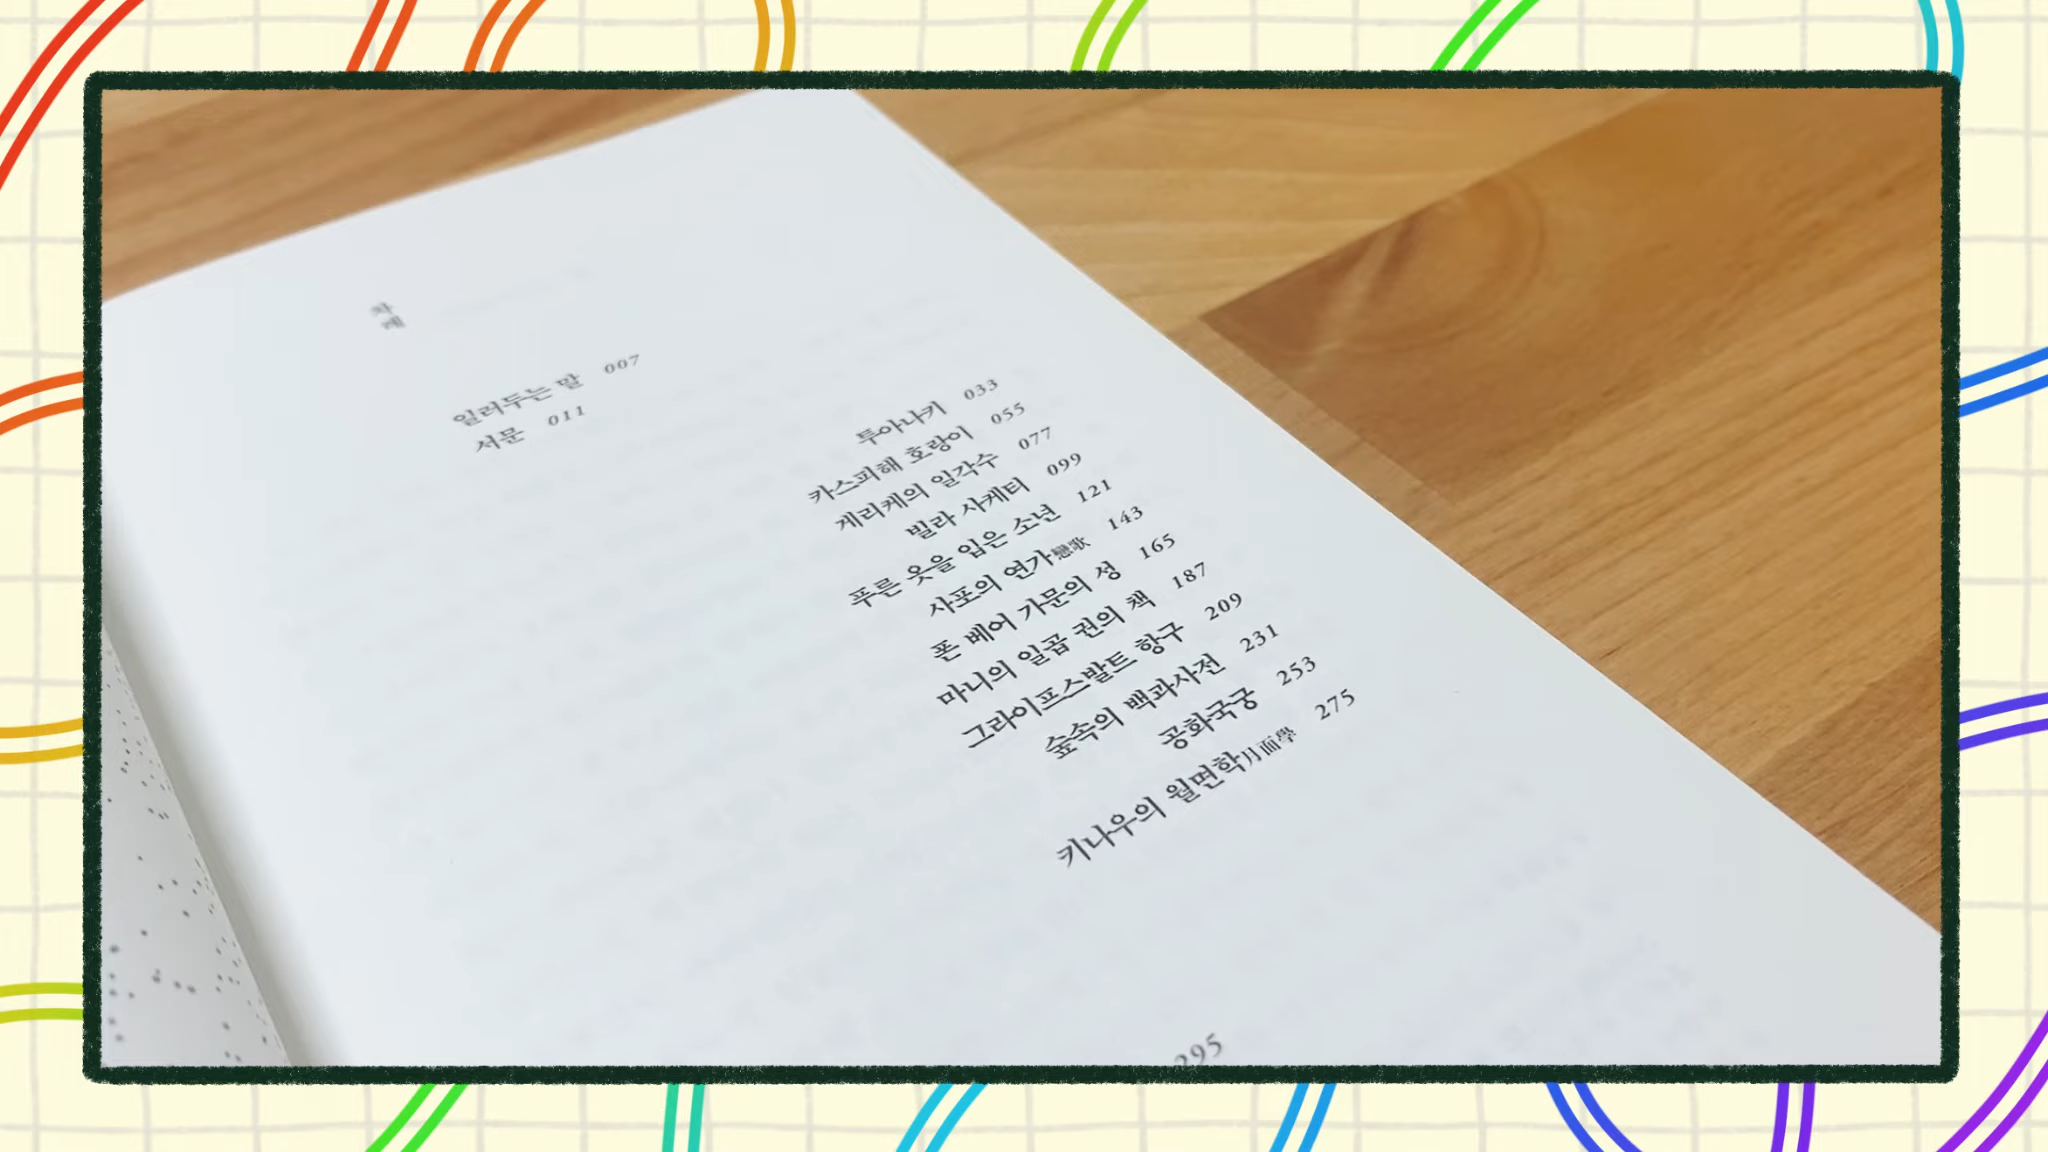 차례
일러두는 말 007
서문 011
투아나키 033
카스피해 호랑이 055
게리케의 일각수 077
빌라 사케티 099
푸른 옷을 입은 소년 121
사포의 연가戀歌 143
폰 베어 가문의 성 165
마니의 일곱 권의 책 187
그라이프스발트 항구 209
숲속의 백과사전 231
공화국궁 253
키나우의 월면학月面學 275
295